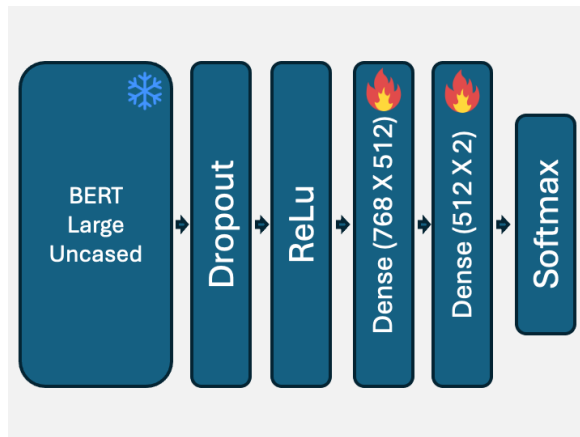 BERT
Large
Uncased
Dropout
ReLu
Dense (768 X 512)
Dense (512 X 2)
Softmax